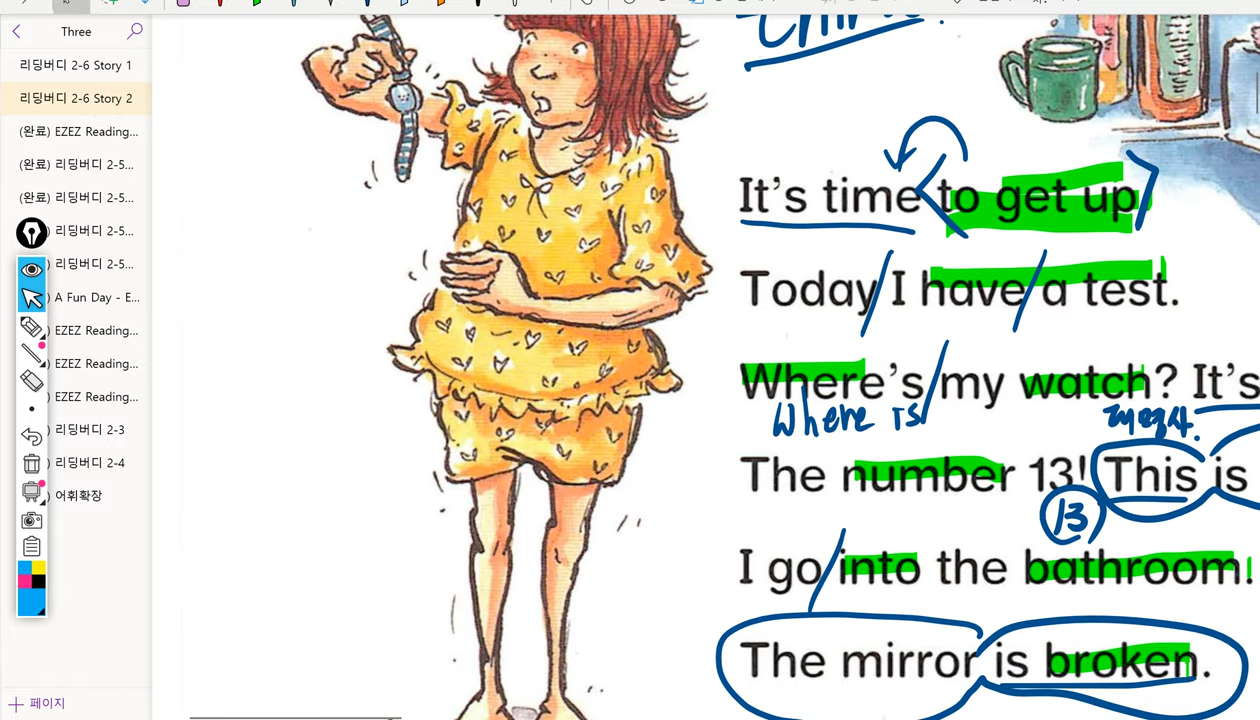 Three
리딩버디 2-6 Story 1
리딩버디 2-6 Story 2
(완료) EZEZ Reading...
(완료) 리딩버디 2-5...
(완료) 리딩버디 2-5...
) 리딩버디 2-5...
) 리딩버디 2-5...
) A Fun Day - E...
) EZEZ Reading...
) EZEZ Reading...
) EZEZ Reading...
) 리딩버디 2-3
) 리딩버디 2-4
) 어휘확장
페이지
It's time to get up
Today I have a test.
Where's my watch? It's
Where is
The number 13! This is
13
I go into the bathroom!
The mirror is broken.